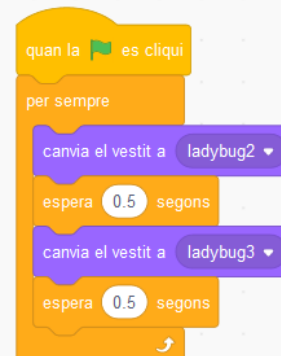 quan la es cliqui
per sempre
canvia el vestit a ladybug2
espera 0.5 segons
canvia el vestit a ladybug3
espera 0.5 segons